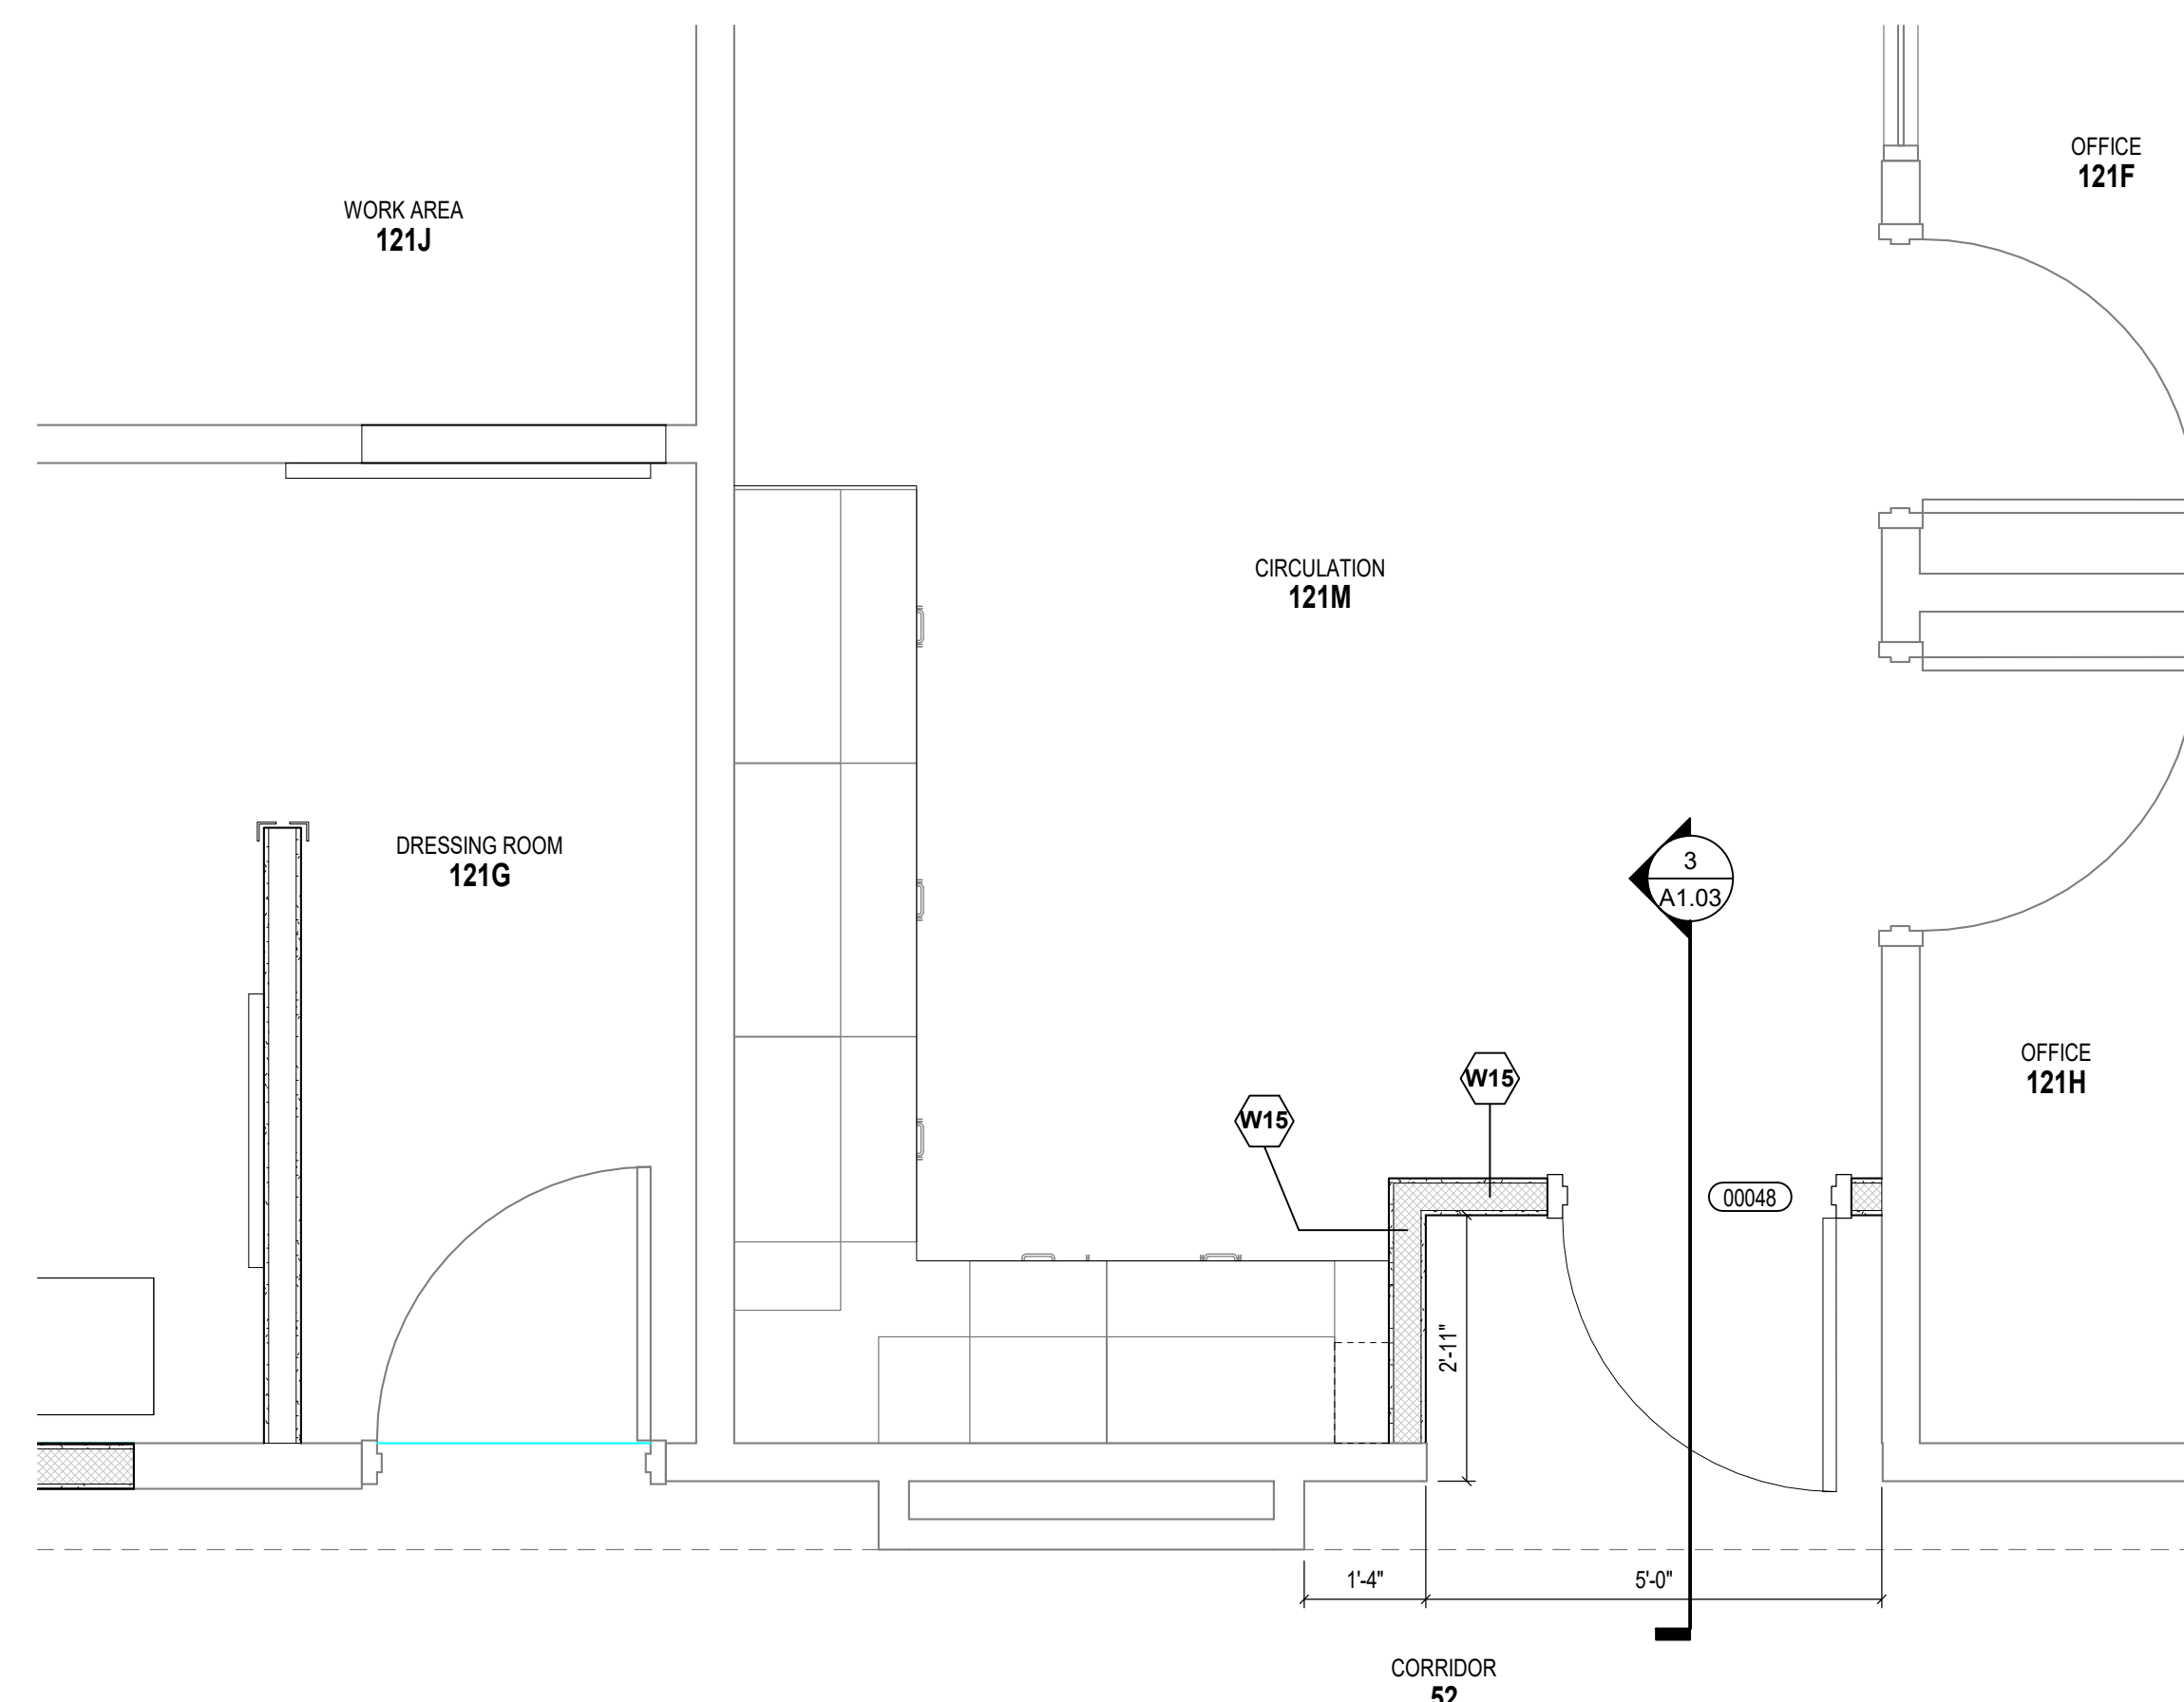 OFFICE
121F
WORK AREA
121J
CIRCULATION
121M
DRESSING ROOM
121G
3
A1.03
OFFICE
121H
W15
W15
00048
2'-11"
1'-4"
5'-0"
CORRIDOR
52